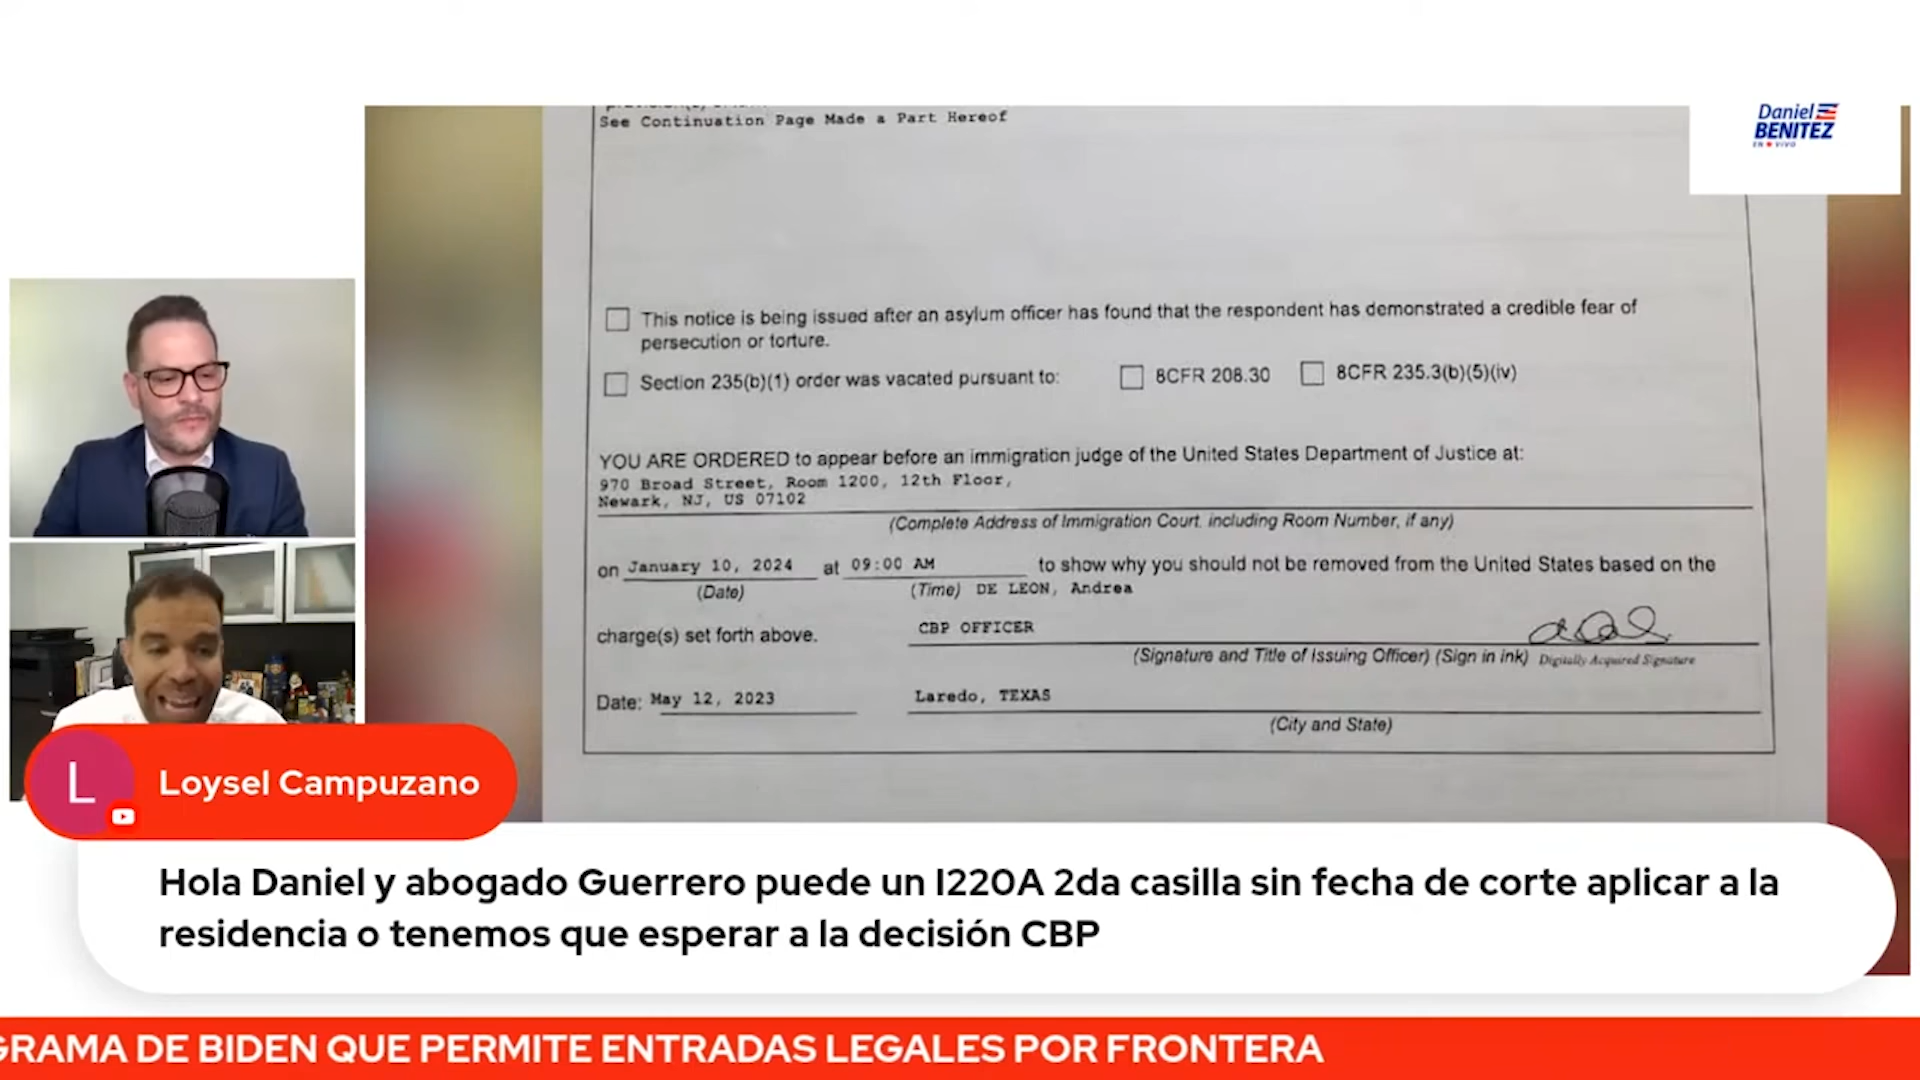 See Continuation Page Made a Part Hereof
Daniel
BENITEZ
EN VIVO
This notice is being issued after an asylum officer has found that the respondent has demonstrated a credible fear of
persecution or torture.
Section 235(b)(1) order was vacated pursuant to: 8CFR 208.30 8CFR 235.3(b)(5)(iv)
YOU ARE ORDERED to appear before an immigration judge of the United States Department of Justice at:
970 Broad Street, Room 1200, 12th Floor,
Newark, NJ, US 07102
(Complete Address of Immigration Court, including Room Number, if any)
on January 10, 2024 at 09:00 AM to show why you should not be removed from the United States based on the
(Date) (Time) DE LEON, Andrea
charge(s) set forth above. CBP OFFICER
(Signature and Title of Issuing Officer) (Sign in ink) Digitally Acquired Signature
Date: May 12, 2023 Laredo, TEXAS
(City and State)
L
Loysel Campuzano
Hola Daniel y abogado Guerrero puede un I220A 2da casilla sin fecha de corte aplicar a la
residencia o tenemos que esperar a la decisión CBP
GRAMA DE BIDEN QUE PERMITE ENTRADAS LEGALES POR FRONTERA